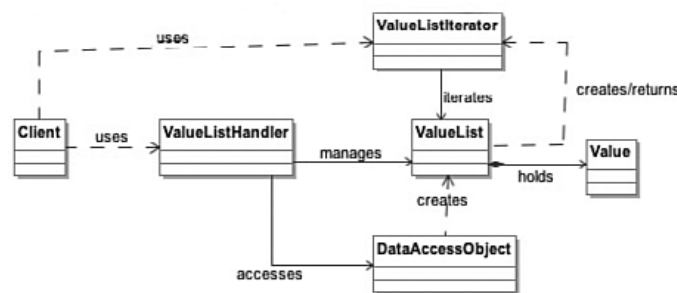 ValueListIterator
uses
iterates
creates/returns
Client
uses
ValueListHandler
manages
ValueList
holds
Value
creates
accesses
DataAccessObject